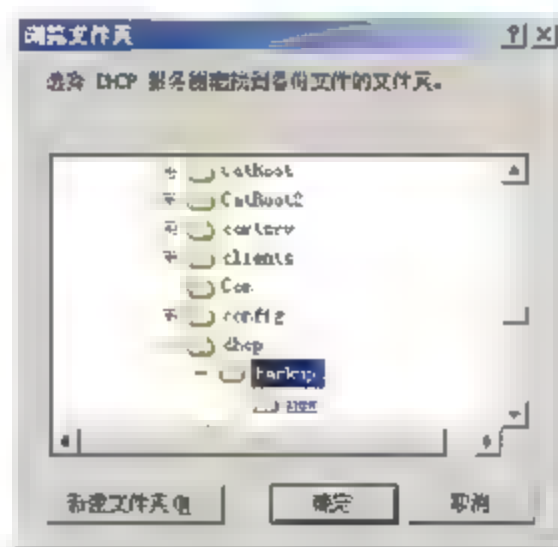 浏览文件夹
选择 DHCP 服务器能找到备份文件的文件夹。
CatRoot
CatRoot2
clients
Com
config
dhcp
backup
new
新建文件夹(M)
确定
取消